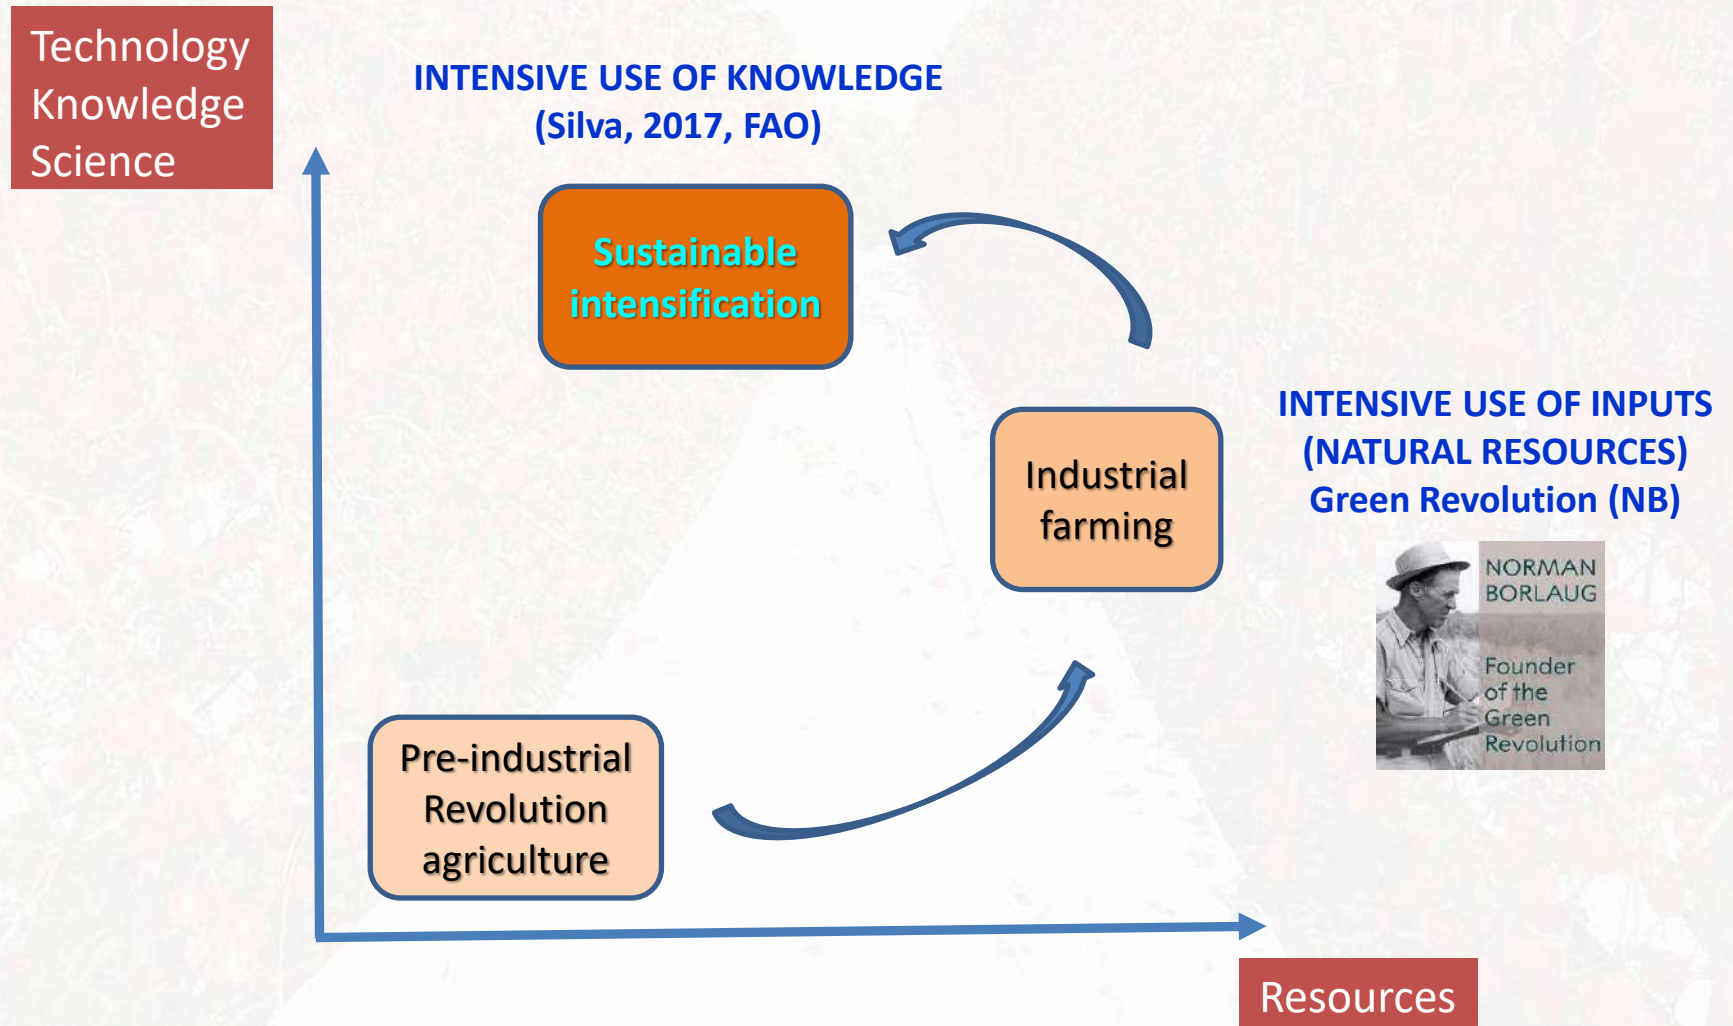 Technology
Knowledge
Science
INTENSIVE USE OF KNOWLEDGE
(Silva, 2017, FAO)
Sustainable
intensification
Industrial
farming
INTENSIVE USE OF INPUTS
(NATURAL RESOURCES)
Green Revolution (NB)
NORMAN
BORLAUG
Founder
of the
Green
Revolution
Pre-industrial
Revolution
agriculture
Resources